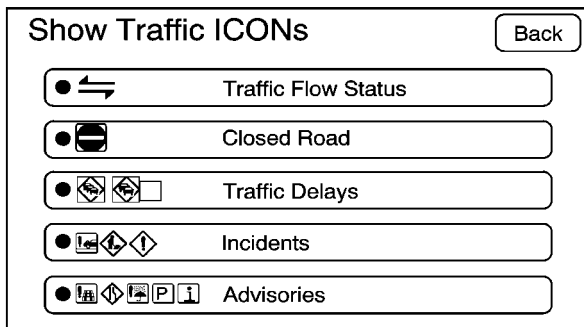 Show Traffic ICONs
Back
Traffic Flow Status
Closed Road
Traffic Delays
Incidents
P i Advisories